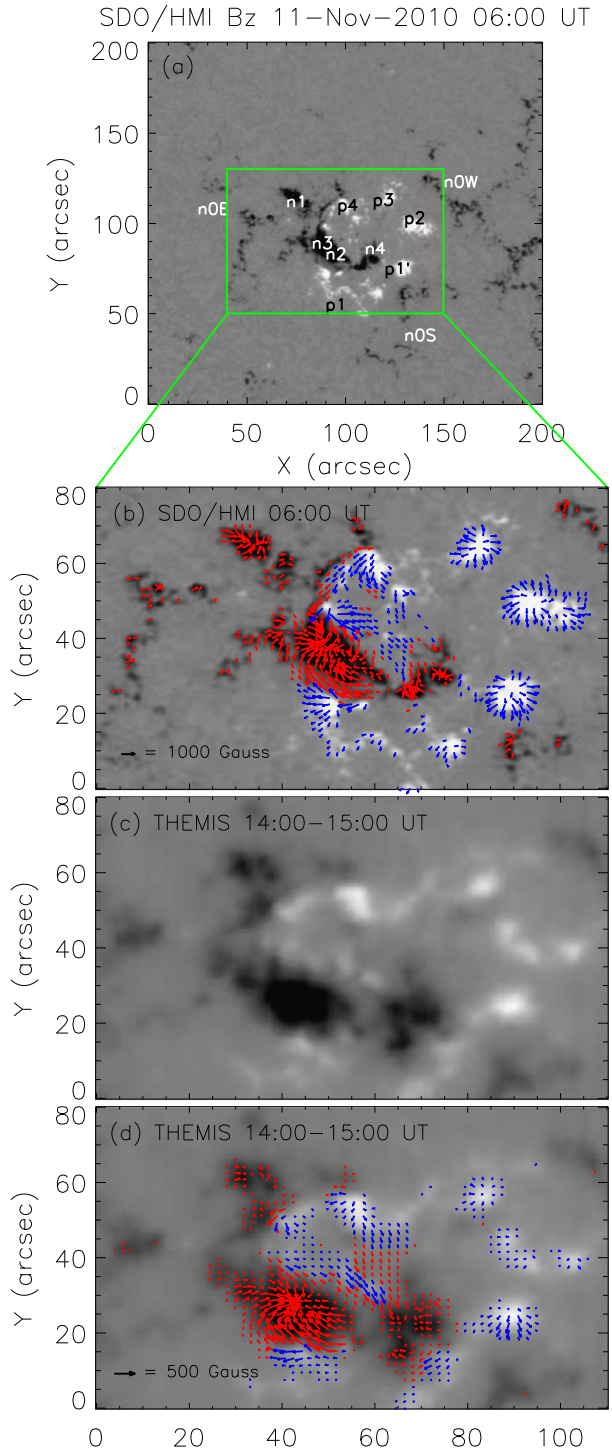 SDO/HMI Bz 11-Nov-2010 06:00 UT
(a)
200
150
100
50
0
Y (arcsec)
n0E
n1
p4
p3
n0W
p2
n3
n2
n4
p1'
p1
n0S
0 50 100 150 200
X (arcsec)
(b) SDO/HMI 06:00 UT
80
60
40
20
0
Y (arcsec)
= 1000 Gauss
(c) THEMIS 14:00-15:00 UT
80
60
40
20
0
Y (arcsec)
(d) THEMIS 14:00-15:00 UT
80
60
40
20
0
Y (arcsec)
= 500 Gauss
0 20 40 60 80 100